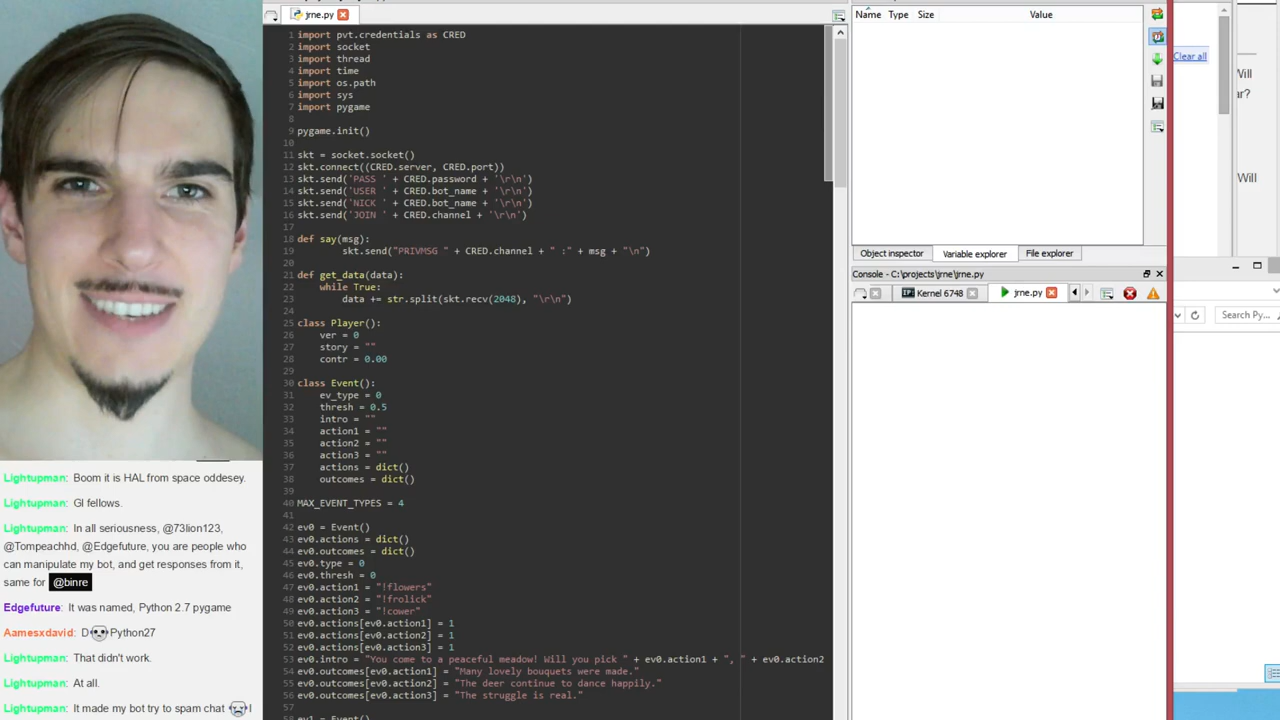 Lightupman: Boom it is HAL from space oddesey.
Lightupman: Gl fellows.
Lightupman: In all seriousness, @73lion123,
@Tompeachhd, @Edgefuture, you are people who
can manipulate my bot, and get responses from it,
same for @binre
Edgefuture: It was named, Python 2.7 pygame
Aamesxdavid: D Python27
Lightupman: That didn't work.
Lightupman: At all.
Lightupman: It made my bot try to spam chat !
jrne.py
1 import pvt.credentials as CRED
2 import socket
3 import thread
4 import time
5 import os.path
6 import sys
7 import pygame
8
9 pygame.init()
10
11 skt = socket.socket()
12 skt.connect((CRED.server, CRED.port))
13 skt.send('PASS ' + CRED.password + '\r\n')
14 skt.send('USER ' + CRED.bot_name + '\r\n')
15 skt.send('NICK ' + CRED.bot_name + '\r\n')
16 skt.send('JOIN ' + CRED.channel + '\r\n')
17
18 def say(msg):
19 skt.send("PRIVMSG " + CRED.channel + " :" + msg + "\n")
20
21 def get_data(data):
22 while True:
23 data += str.split(skt.recv(2048), "\r\n")
24
25 class Player():
26 ver = 0
27 story = ""
28 contr = 0.00
29
30 class Event():
31 ev_type = 0
32 thresh = 0.5
33 intro = ""
34 action1 = ""
35 action2 = ""
36 action3 = ""
37 actions = dict()
38 outcomes = dict()
39
40 MAX_EVENT_TYPES = 4
41
42 ev0 = Event()
43 ev0.actions = dict()
44 ev0.outcomes = dict()
45 ev0.type = 0
46 ev0.thresh = 0
47 ev0.action1 = "!flowers"
48 ev0.action2 = "!frolick"
49 ev0.action3 = "!cower"
50 ev0.actions[ev0.action1] = 1
51 ev0.actions[ev0.action2] = 1
52 ev0.actions[ev0.action3] = 1
53 ev0.intro = "You come to a peaceful meadow! Will you pick " + ev0.action1 + ", " + ev0.action2
54 ev0.outcomes[ev0.action1] = "Many lovely bouquets were made."
55 ev0.outcomes[ev0.action2] = "The deer continue to dance happily."
56 ev0.outcomes[ev0.action3] = "The struggle is real."
57
58 ev1 = Event()
Name Type Size Value
Object inspector Variable explorer File explorer
Console - C:\projects\jrne\jrne.py
Kernel 6748 jrne.py
Clear all
Will
ar?
Will
Search Py...